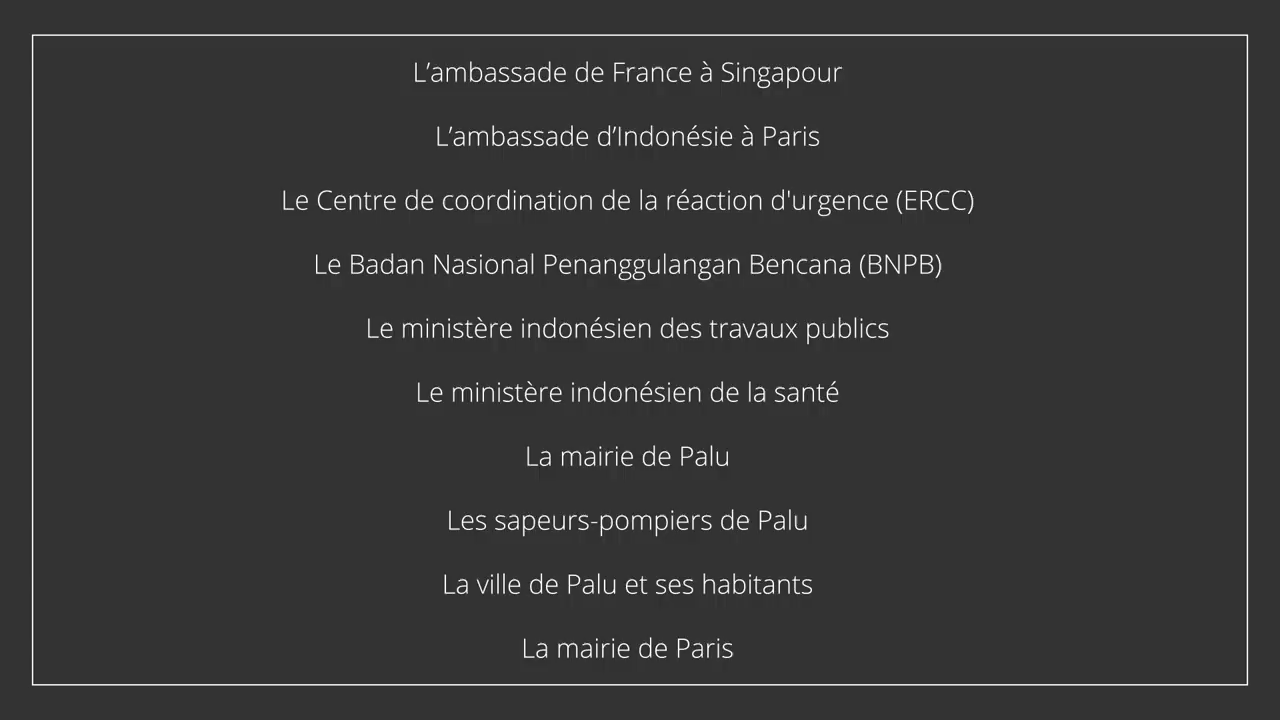 L’ambassade de France à Singapour
L’ambassade d’Indonésie à Paris
Le Centre de coordination de la réaction d'urgence (ERCC)
Le Badan Nasional Penanggulangan Bencana (BNPB)
Le ministère indonésien des travaux publics
Le ministère indonésien de la santé
La mairie de Palu
Les sapeurs-pompiers de Palu
La ville de Palu et ses habitants
La mairie de Paris